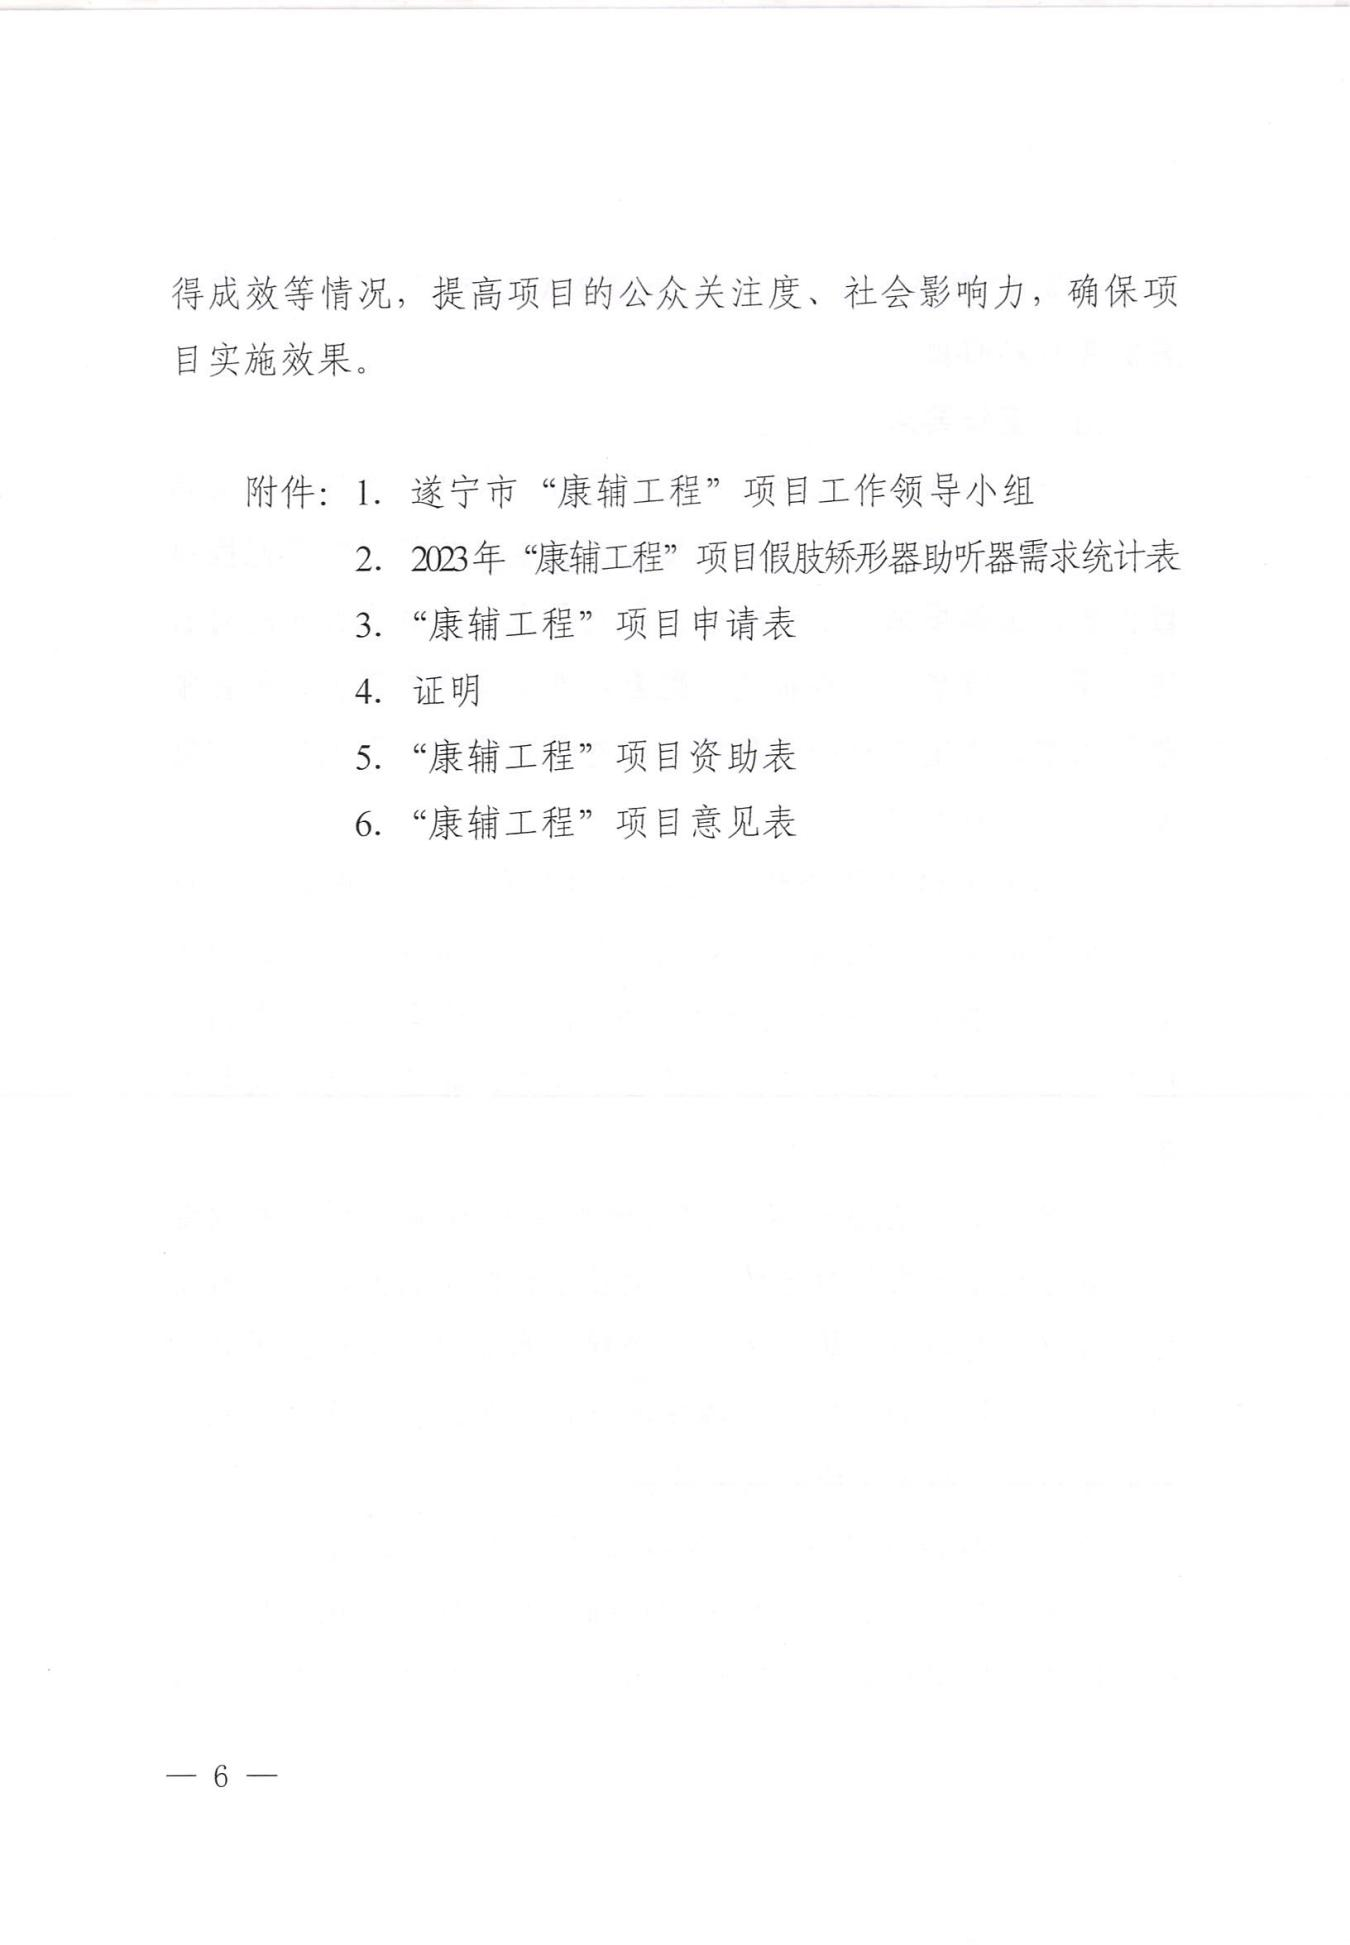 得成效等情况，提高项目的公众关注度、社会影响力，确保项
目实施效果。
附件：1. 遂宁市“康辅工程”项目工作领导小组
2. 2023年“康辅工程”项目假肢矫形器助听器需求统计表
3. “康辅工程”项目申请表
4. 证明
5. “康辅工程”项目资助表
6. “康辅工程”项目意见表
— 6 —